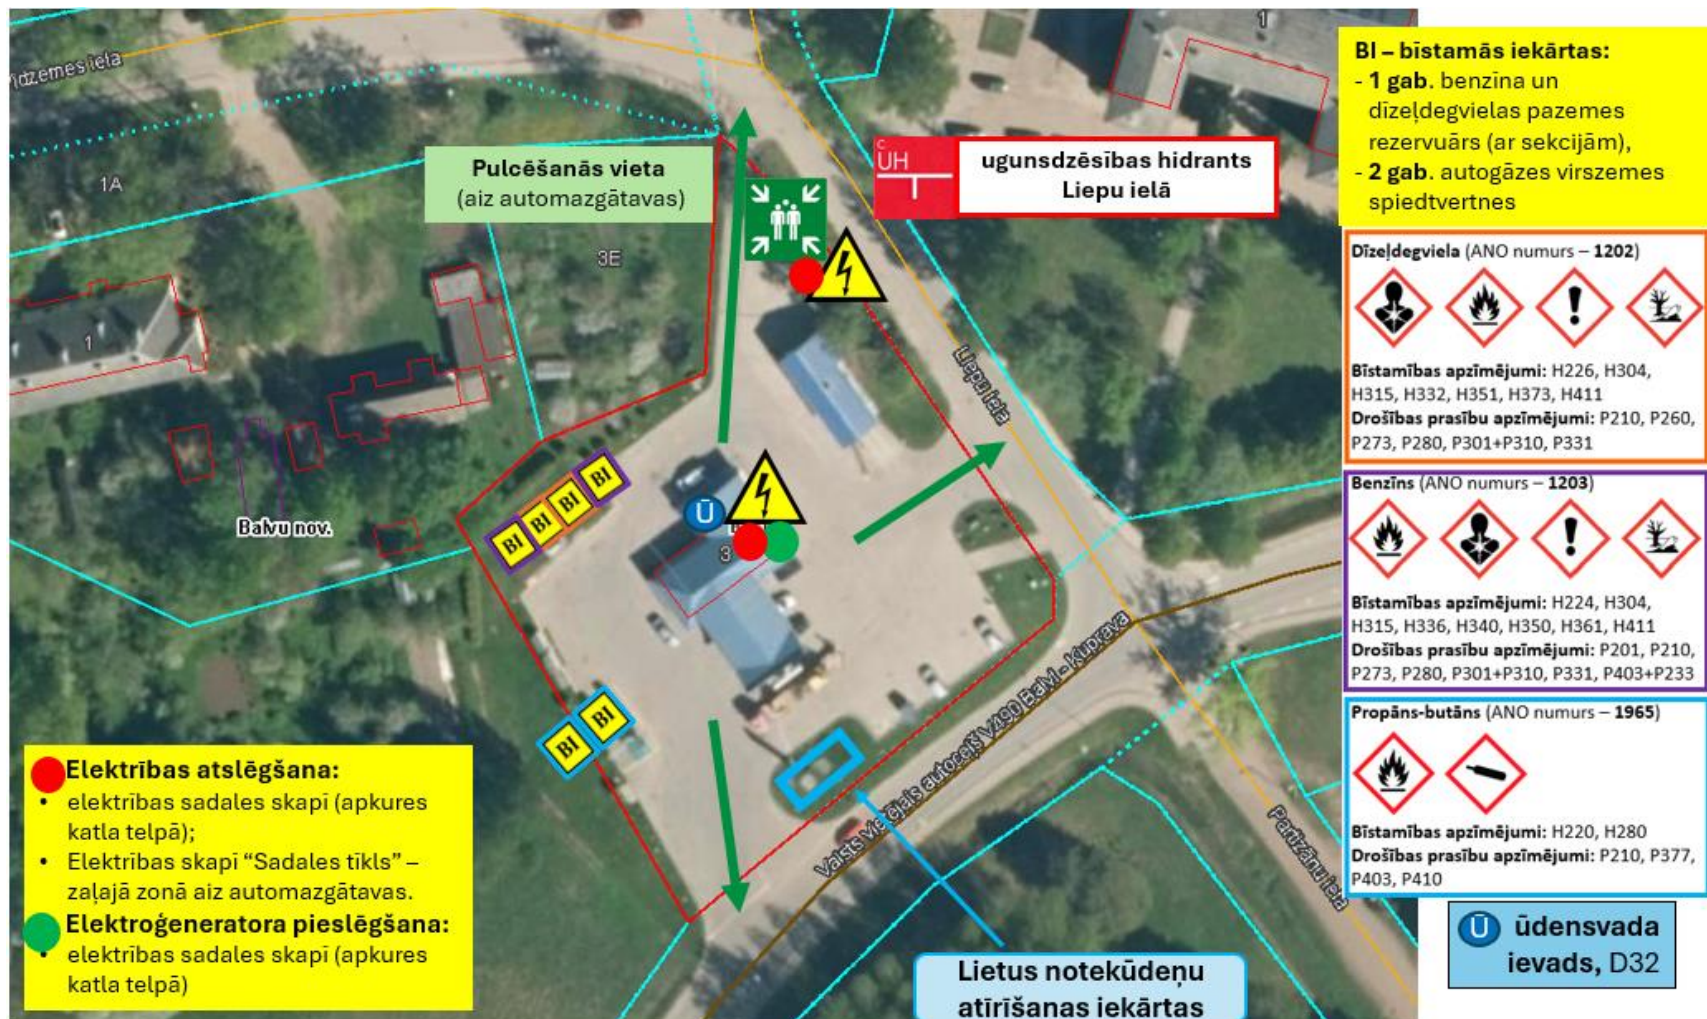 Vidzemes iela
1
1A
3E
1
Balvu nov.
Pulcēšanās vieta
(aiz automazgātavas)
C
UH
ugunsdzēsības hidrants
Liepu ielā
Liepu iela
BI
BI
BI
BI
Ū
3
BI
BI
Valsts vietējais autoceļš V490 Balvi - Kuprava
Partizānu iela
Elektrības atslēgšana:
• elektrības sadales skapī (apkures
katla telpā);
• Elektrības skapī “Sadales tīkls” –
zaļajā zonā aiz automazgātavas.
Elektroģeneratora pieslēgšana:
• elektrības sadales skapī (apkures
katla telpā)
Lietus notekūdeņu
atīrīšanas iekārtas
BI – bīstamās iekārtas:
- 1 gab. benzīna un
dīzeļdegvielas pazemes
rezervuārs (ar sekcijām),
- 2 gab. autogāzes virszemes
spiedtvertnes
Dīzeļdegviela (ANO numurs – 1202)
Bīstamības apzīmējumi: H226, H304,
H315, H332, H351, H373, H411
Drošības prasību apzīmējumi: P210, P260,
P273, P280, P301+P310, P331
Benzīns (ANO numurs – 1203)
Bīstamības apzīmējumi: H224, H304,
H315, H336, H340, H350, H361, H411
Drošības prasību apzīmējumi: P201, P210,
P273, P280, P301+P310, P331, P403+P233
Propāns-butāns (ANO numurs – 1965)
Bīstamības apzīmējumi: H220, H280
Drošības prasību apzīmējumi: P210, P377,
P403, P410
Ū ūdensvada
ievads, D32